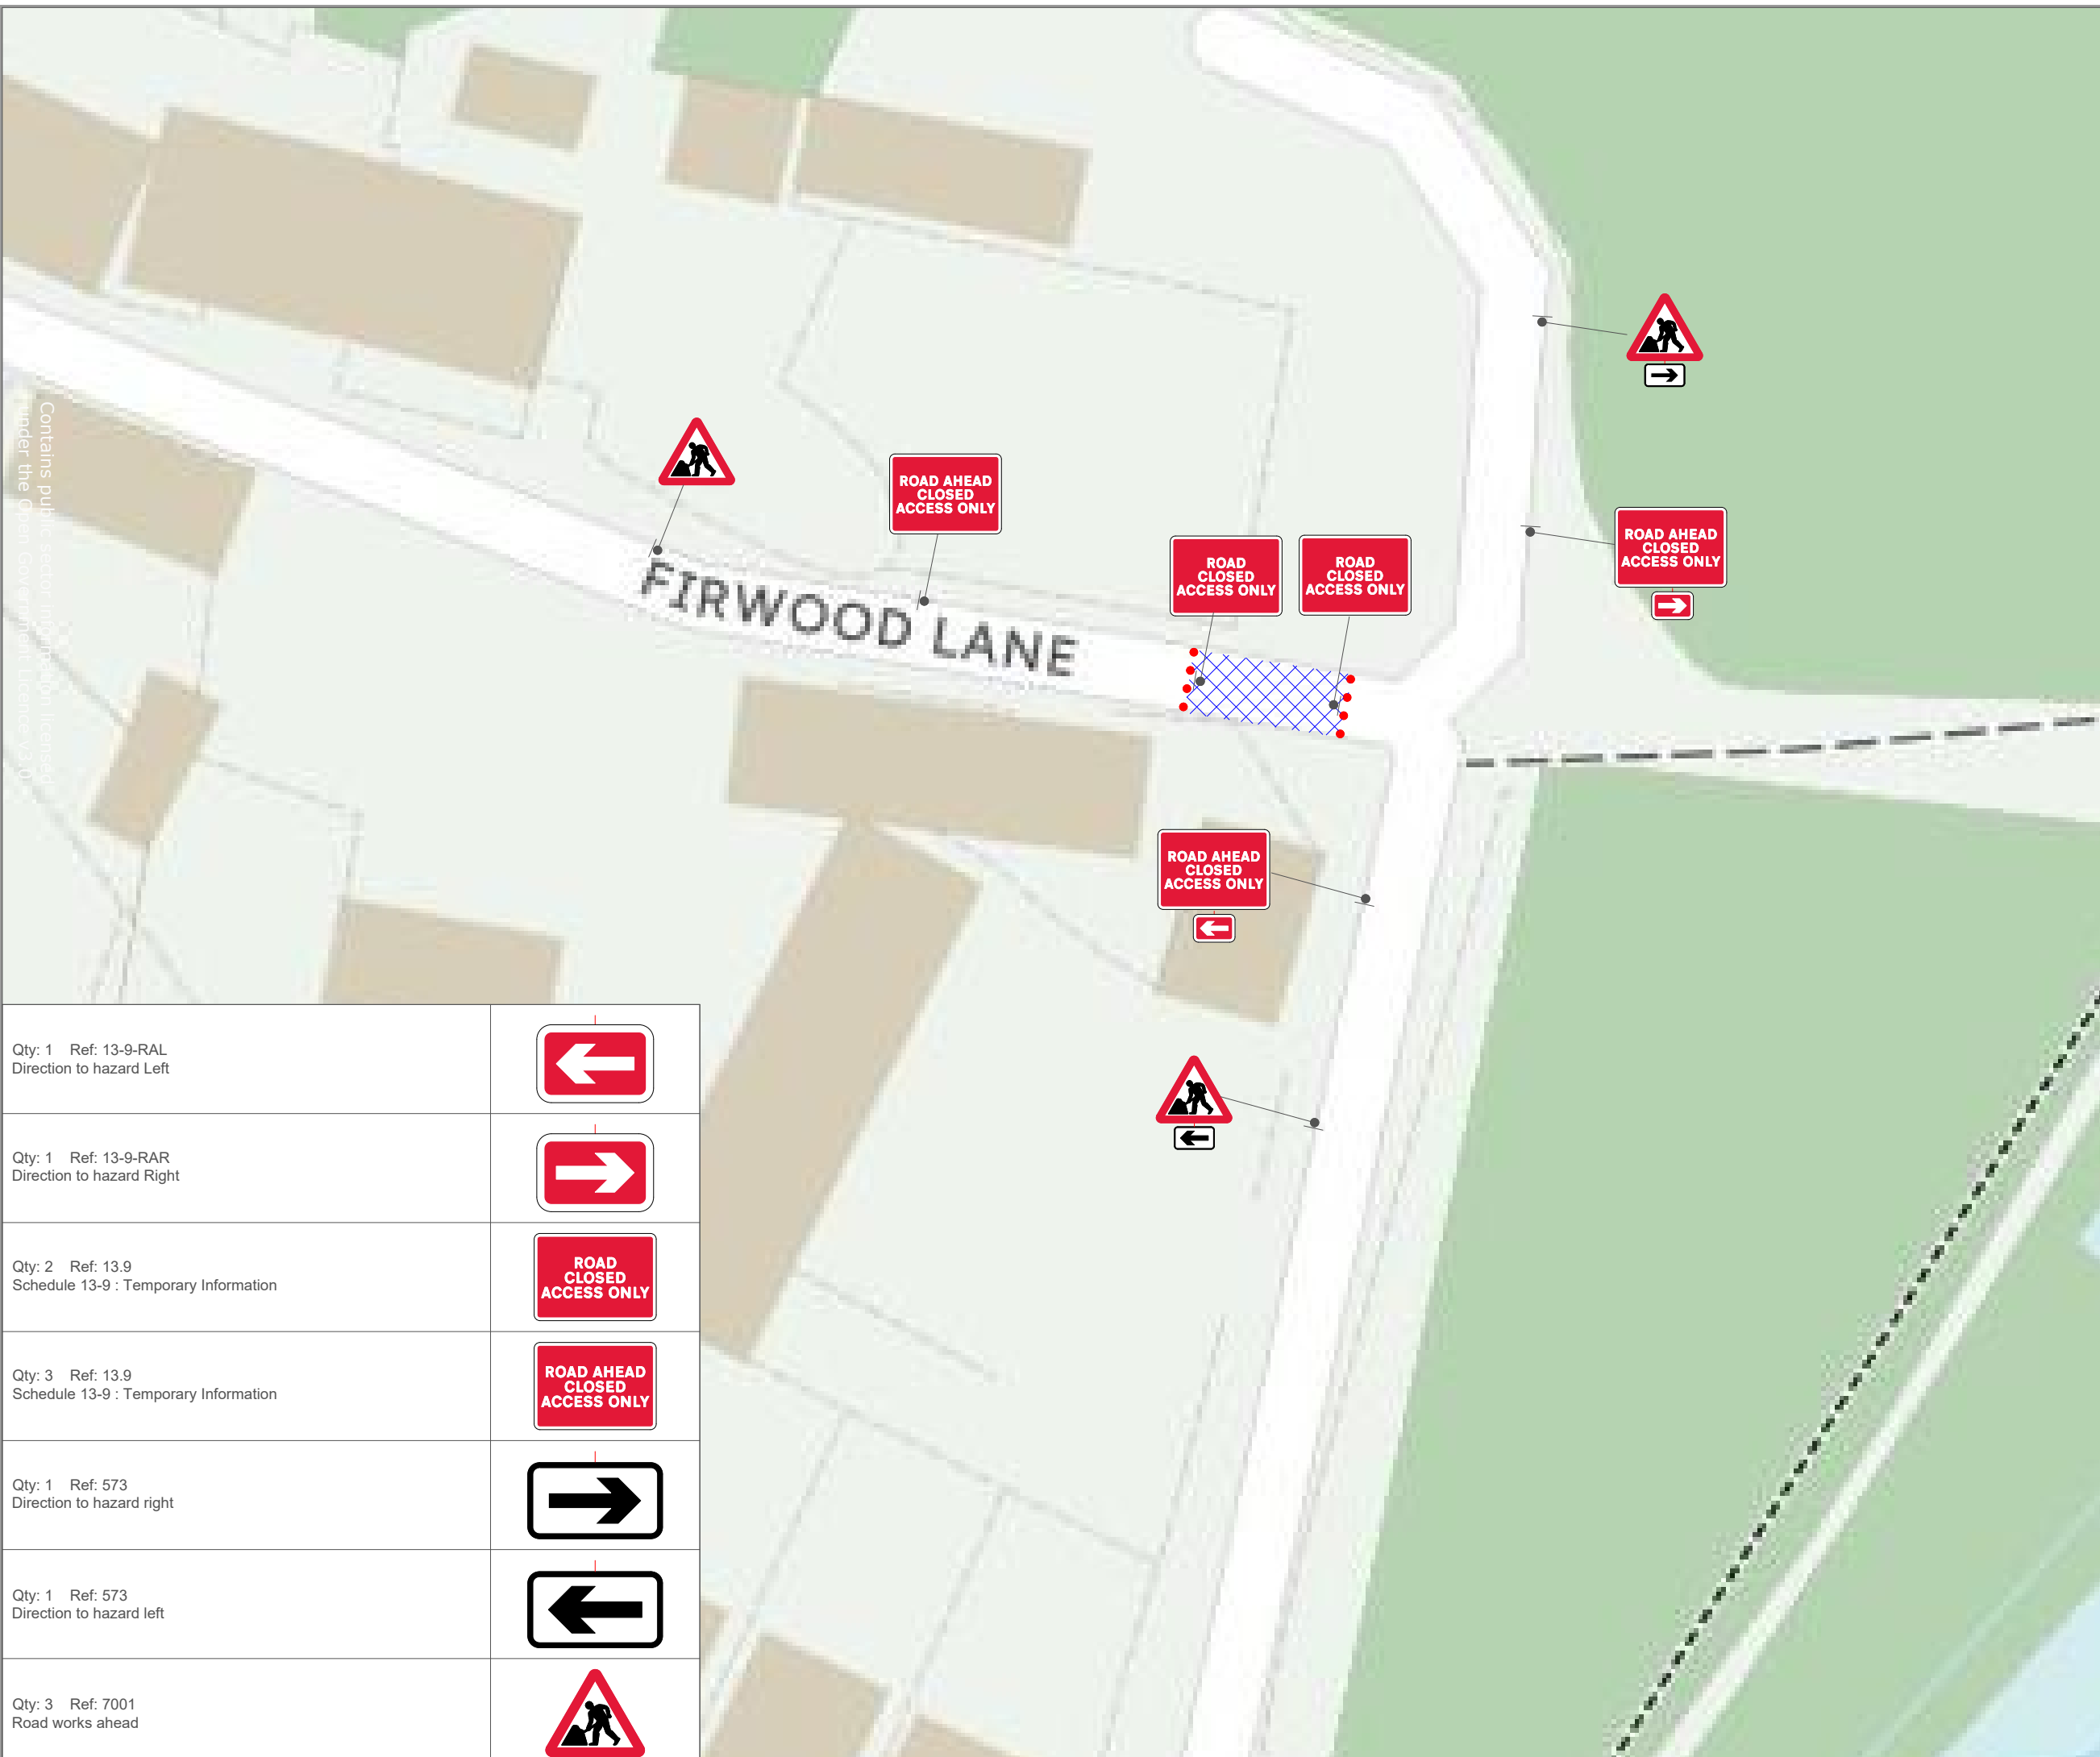 Contains public sector information licensed
under the Open Government Licence v3.0
FIRWOOD LANE
ROAD AHEAD
CLOSED
ACCESS ONLY
ROAD
CLOSED
ACCESS ONLY
ROAD
CLOSED
ACCESS ONLY
ROAD AHEAD
CLOSED
ACCESS ONLY
ROAD AHEAD
CLOSED
ACCESS ONLY
Qty: 1 Ref: 13-9-RAL
Direction to hazard Left
Qty: 1 Ref: 13-9-RAR
Direction to hazard Right
Qty: 2 Ref: 13.9
Schedule 13-9 : Temporary Information
ROAD
CLOSED
ACCESS ONLY
Qty: 3 Ref: 13.9
Schedule 13-9 : Temporary Information
ROAD AHEAD
CLOSED
ACCESS ONLY
Qty: 1 Ref: 573
Direction to hazard right
Qty: 1 Ref: 573
Direction to hazard left
Qty: 3 Ref: 7001
Road works ahead